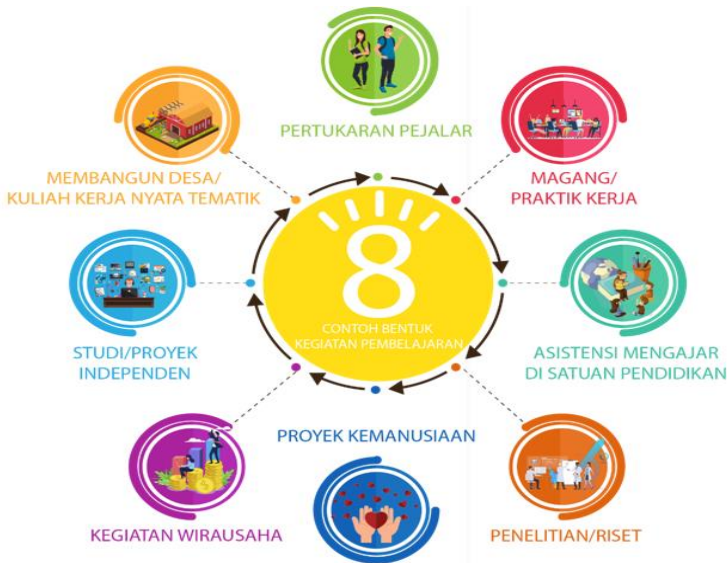 PERTUKARAN PEJALAR
MAGANG/
PRAKTIK KERJA
ASISTENSI MENGAJAR
DI SATUAN PENDIDIKAN
PENELITIAN/RISET
PROYEK KEMANUSIAAN
KEGIATAN WIRAUSAHA
STUDI/PROYEK
INDEPENDEN
MEMBANGUN DESA/
KULIAH KERJA NYATA TEMATIK
8
CONTOH BENTUK
KEGIATAN PEMBELAJARAN